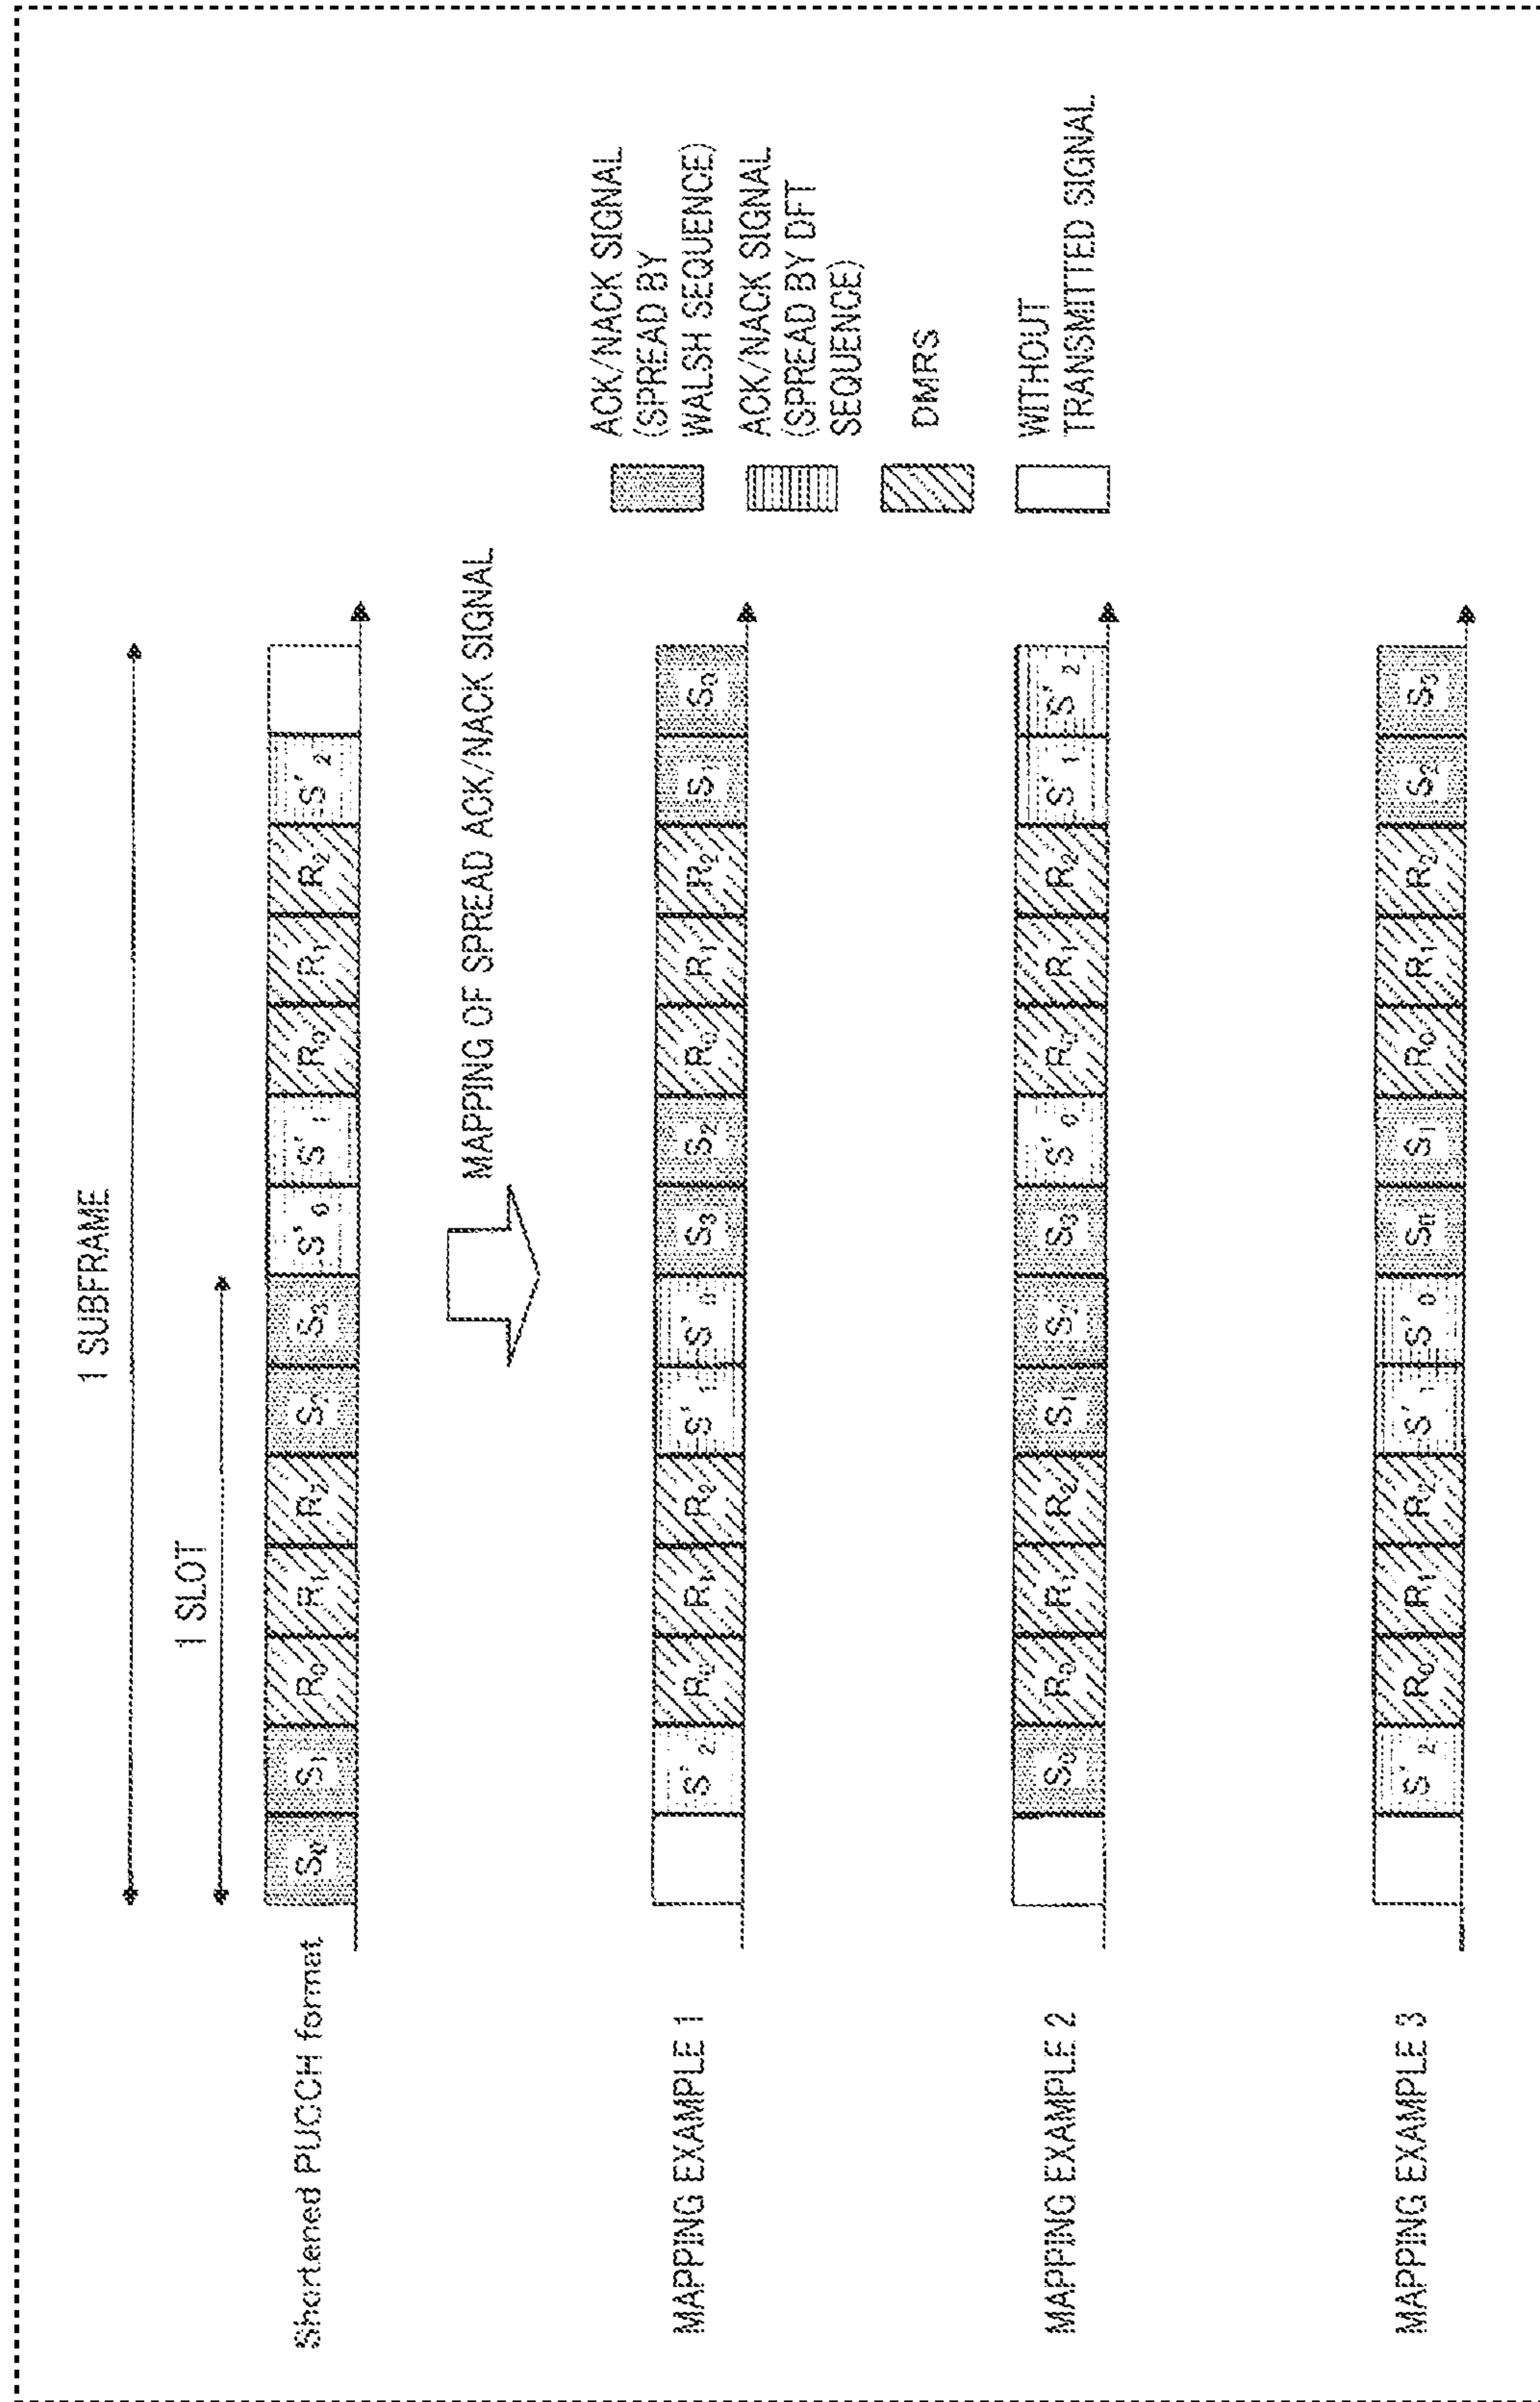 1 SUBFRAME
1 SLOT
Shortened PUCCH format
S0 S1 R0 R1 R2 S2 S3 S'0 S'1 R0 R1 R2 S'2
MAPPING OF SPREAD ACK/NACK SIGNAL
MAPPING EXAMPLE 1
S'2 R0 R1 R2 S'1 S'0 S3 S2 R0 R1 R2 S1 S0
MAPPING EXAMPLE 2
S0 R0 R1 R2 S1 S2 S3 S'0 R0 R1 R2 S'1 S'2
MAPPING EXAMPLE 3
S'2 R0 R1 R2 S'1 S'0 S0 S1 R0 R1 R2 S2 S3
ACK/NACK SIGNAL
(SPREAD BY
WALSH SEQUENCE)
ACK/NACK SIGNAL
(SPREAD BY DFT
SEQUENCE)
DMRS
WITHOUT
TRANSMITTED SIGNAL